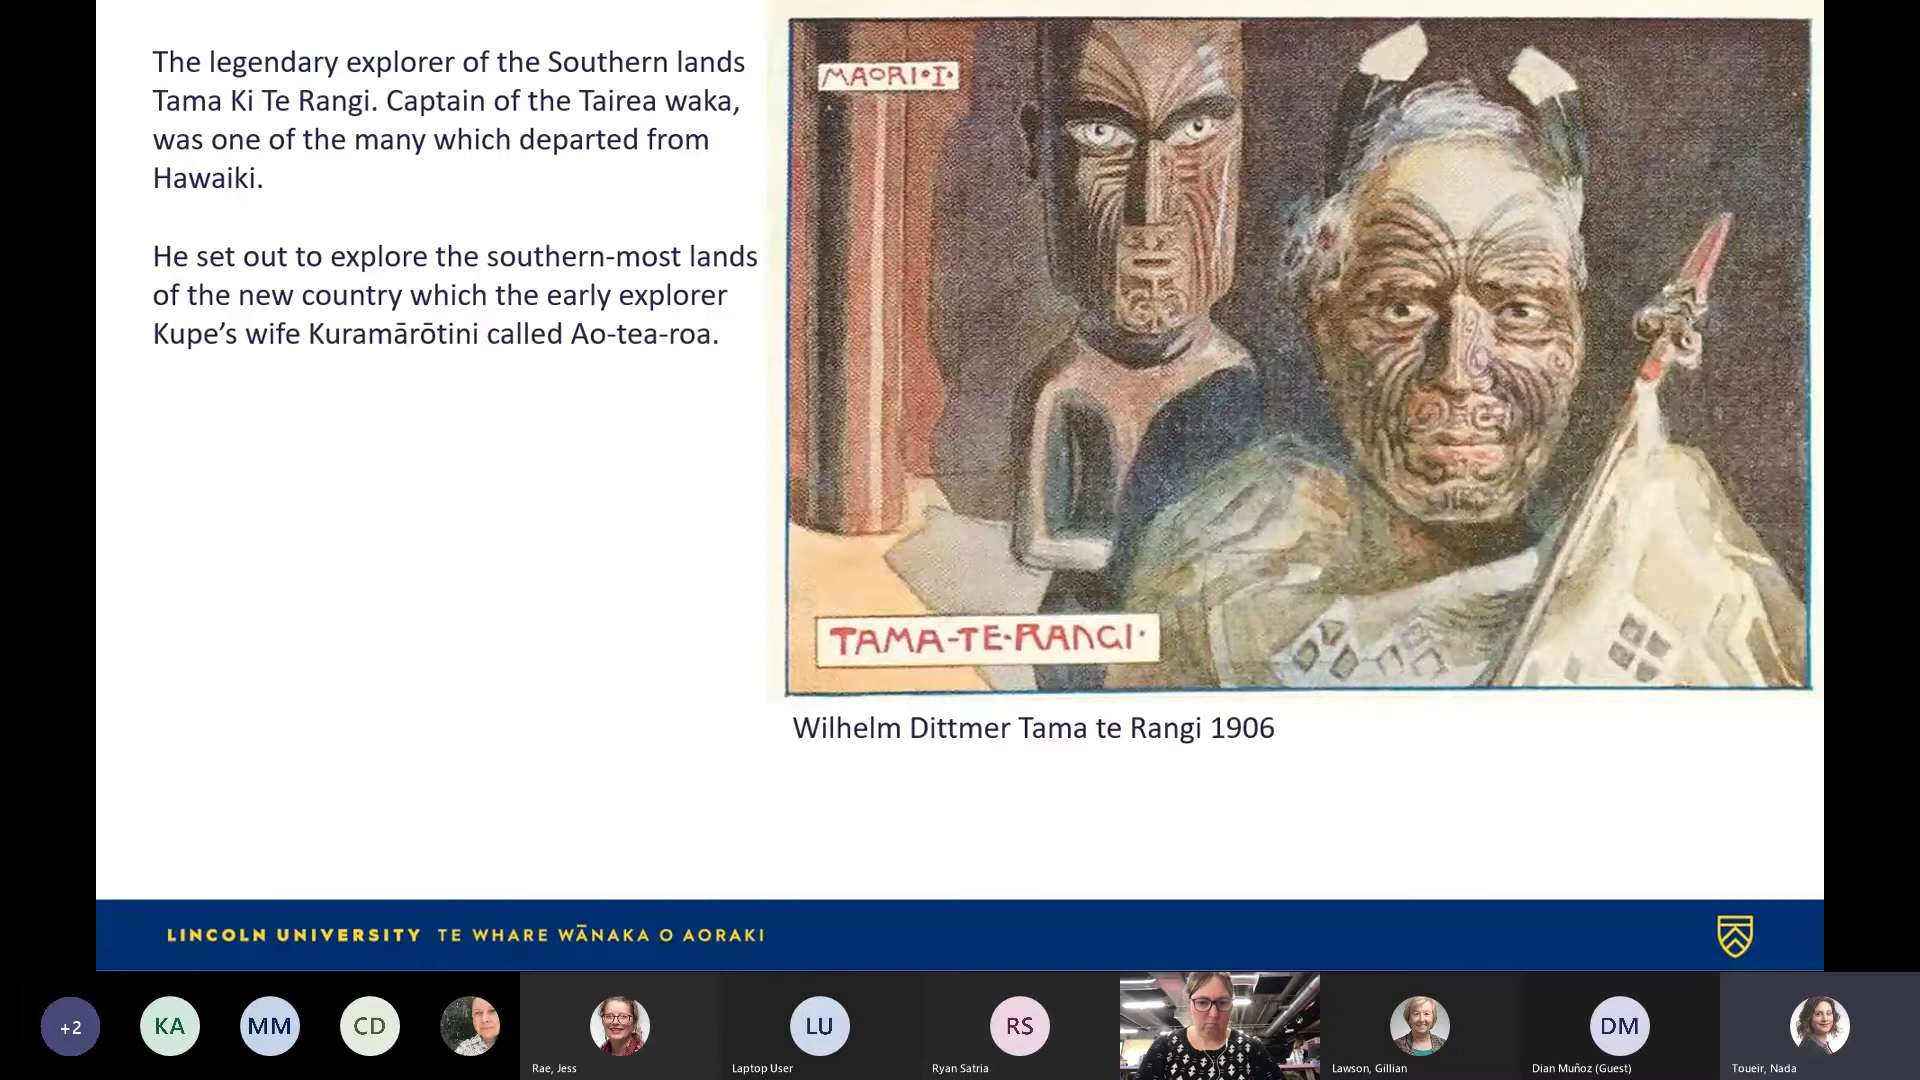 The legendary explorer of the Southern lands
Tama Ki Te Rangi. Captain of the Tairea waka,
was one of the many which departed from
Hawaiki.
He set out to explore the southern-most lands
of the new country which the early explorer
Kupe’s wife Kuramārōtini called Ao-tea-roa.
MAORI•I•
TAMA-TE•RANGI•
Wilhelm Dittmer Tama te Rangi 1906
LINCOLN UNIVERSITY TE WHARE WĀNAKA O AORAKI
+2
KA
MM
CD
LU
RS
DM
Rae, Jess
Laptop User
Ryan Satria
Lawson, Gillian
Dian Muñoz (Guest)
Toueir, Nada